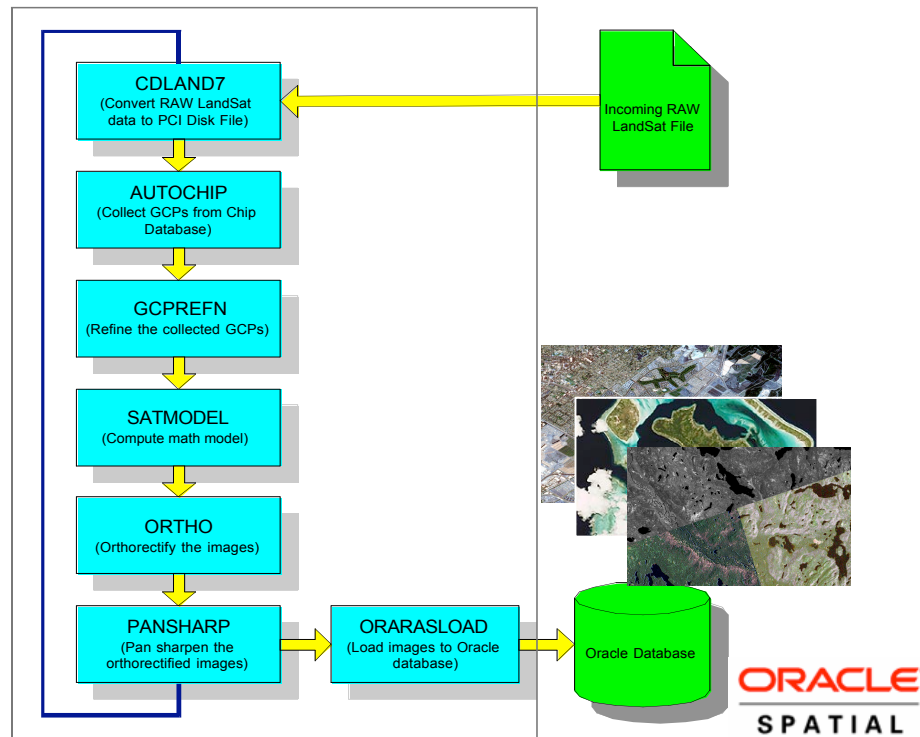 CDLAND7
(Convert RAW LandSat
data to PCI Disk File)
Incoming RAW
LandSat File
AUTOCHIP
(Collect GCPs from Chip
Database)
GCPREFN
(Refine the collected GCPs)
SATMODEL
(Compute math model)
ORTHO
(Orthorectify the images)
PANSHARP
(Pan sharpen the
orthorectified images)
ORARASLOAD
(Load images to Oracle
database)
Oracle Database
ORACLE
SPATIAL